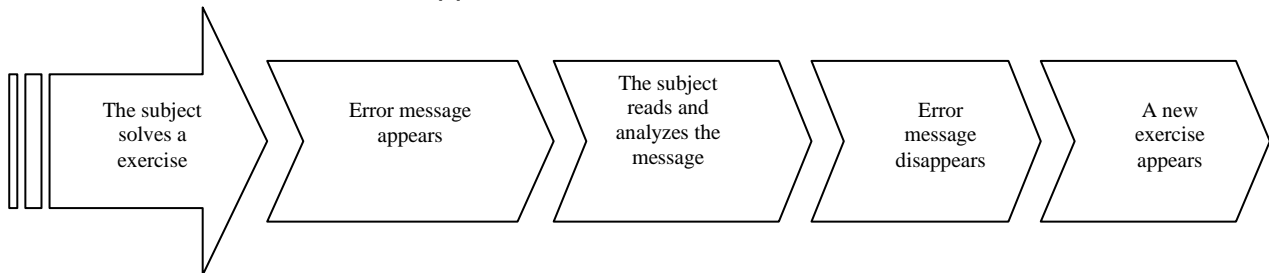 The subject
solves a
exercise
Error message
appears
The subject
reads and
analyzes the
message
Error
message
disappears
A new
exercise
appears